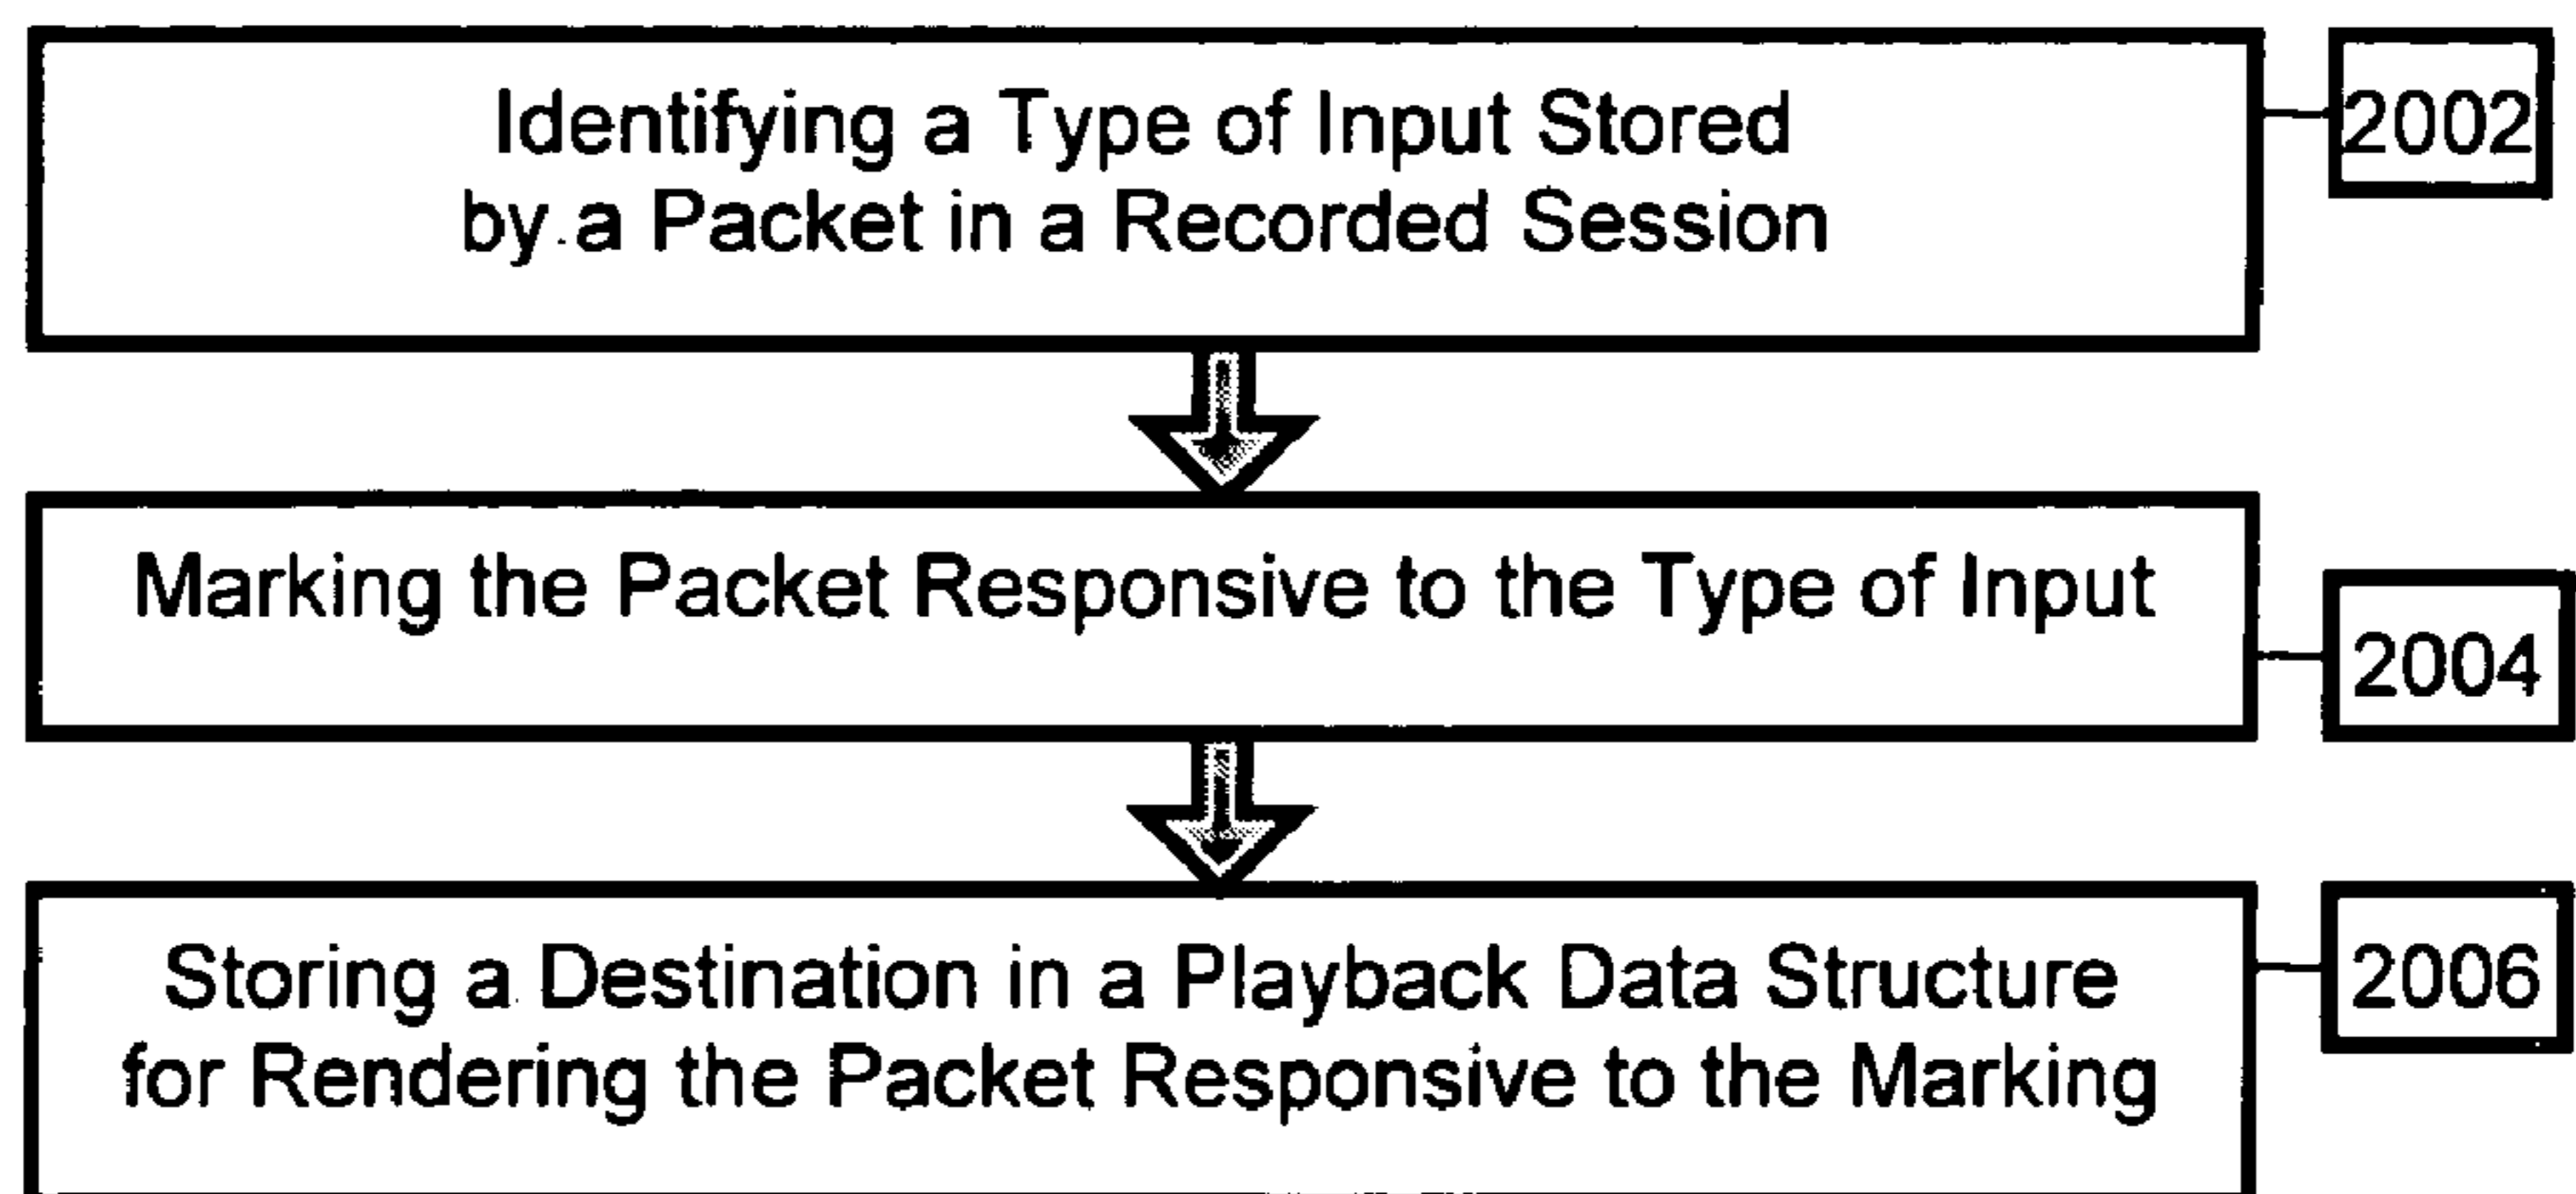 Identifying a Type of Input Stored
by a Packet in a Recorded Session
2002
Marking the Packet Responsive to the Type of Input
2004
Storing a Destination in a Playback Data Structure
for Rendering the Packet Responsive to the Marking
2006